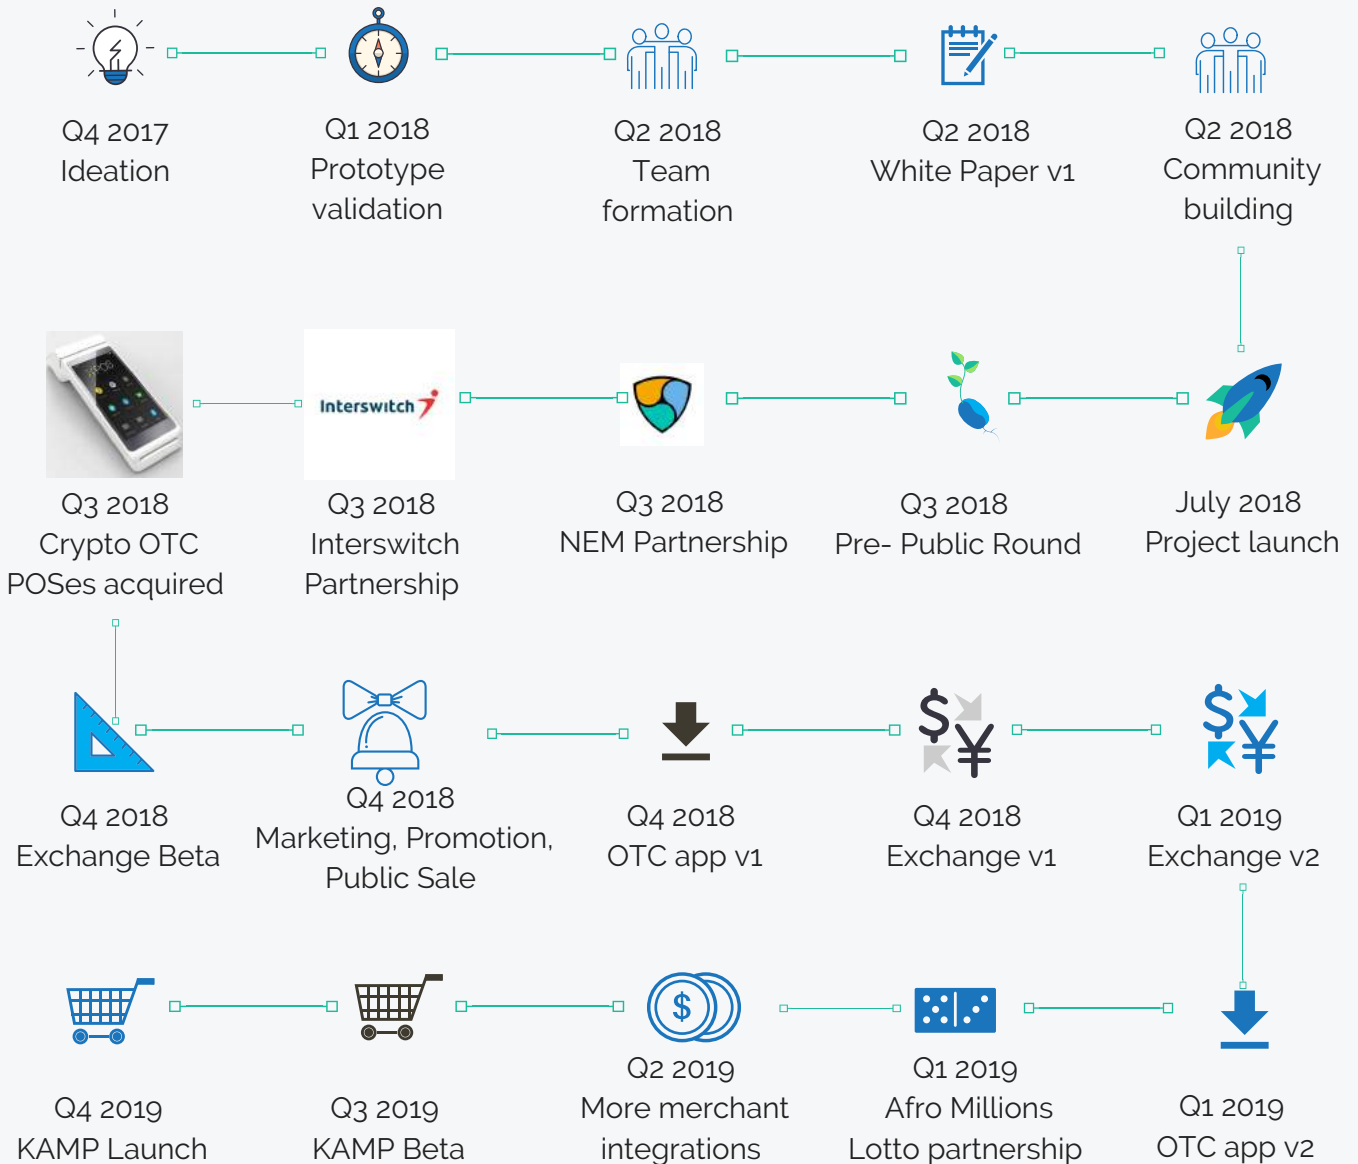 Q4 2017
Ideation
Q1 2018
Prototype
validation
Q2 2018
Team
formation
Q2 2018
White Paper v1
Q2 2018
Community
building
Interswitch
Q3 2018
Crypto OTC
POSes acquired
Q3 2018
Interswitch
Partnership
Q3 2018
NEM Partnership
Q3 2018
Pre- Public Round
July 2018
Project launch
Q4 2018
Exchange Beta
Q4 2018
Marketing, Promotion,
Public Sale
Q4 2018
OTC app v1
Q4 2018
Exchange v1
Q1 2019
Exchange v2
Q4 2019
KAMP Launch
Q3 2019
KAMP Beta
Q2 2019
More merchant
integrations
Q1 2019
Afro Millions
Lotto partnership
Q1 2019
OTC app v2